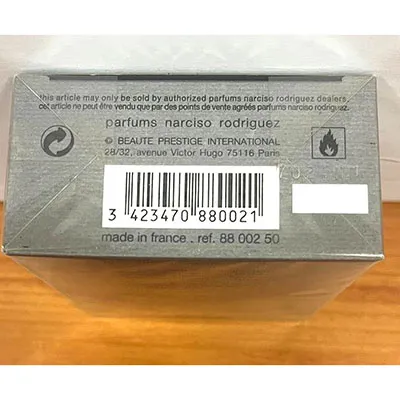 this article may only be sold by authorized parfums narciso rodriguez dealers,
cet article ne peut être vendu que par des points de vente agréés parfums narciso rodriguez.
parfums narciso rodriguez
© BEAUTE PRESTIGE INTERNATIONAL
28/32, avenue Victor Hugo 75116 Paris
3 423470 880021
made in france . ref. 88 002 50